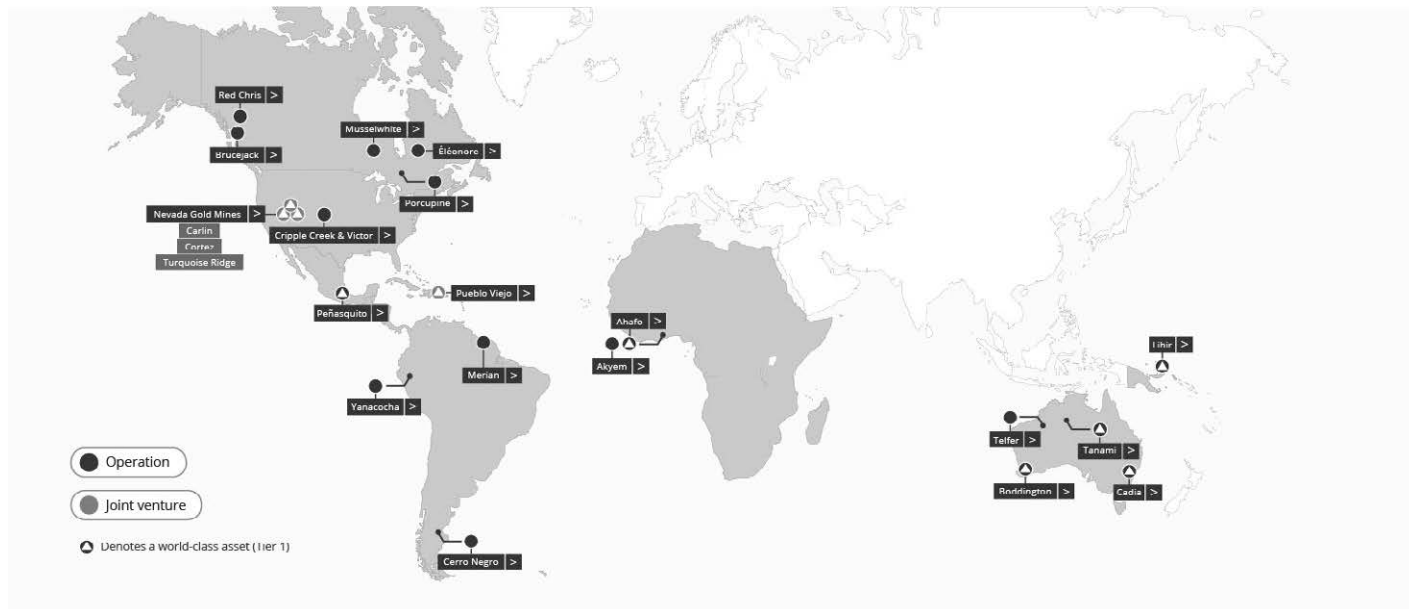 Red Chris >
Brucejack >
Musselwhite >
Éléonore >
Porcupine >
Nevada Gold Mines >
Carlin
Cortez
Turquoise Ridge
Cripple Creek & Victor >
Peñasquito >
Pueblo Viejo >
Merian >
Yanacocha >
Cerro Negro >
Ahafo >
Akyem >
Lihir >
Telfer >
Tanami >
Boddington >
Cadia >
Operation
Joint venture
Denotes a world-class asset (Tier 1)